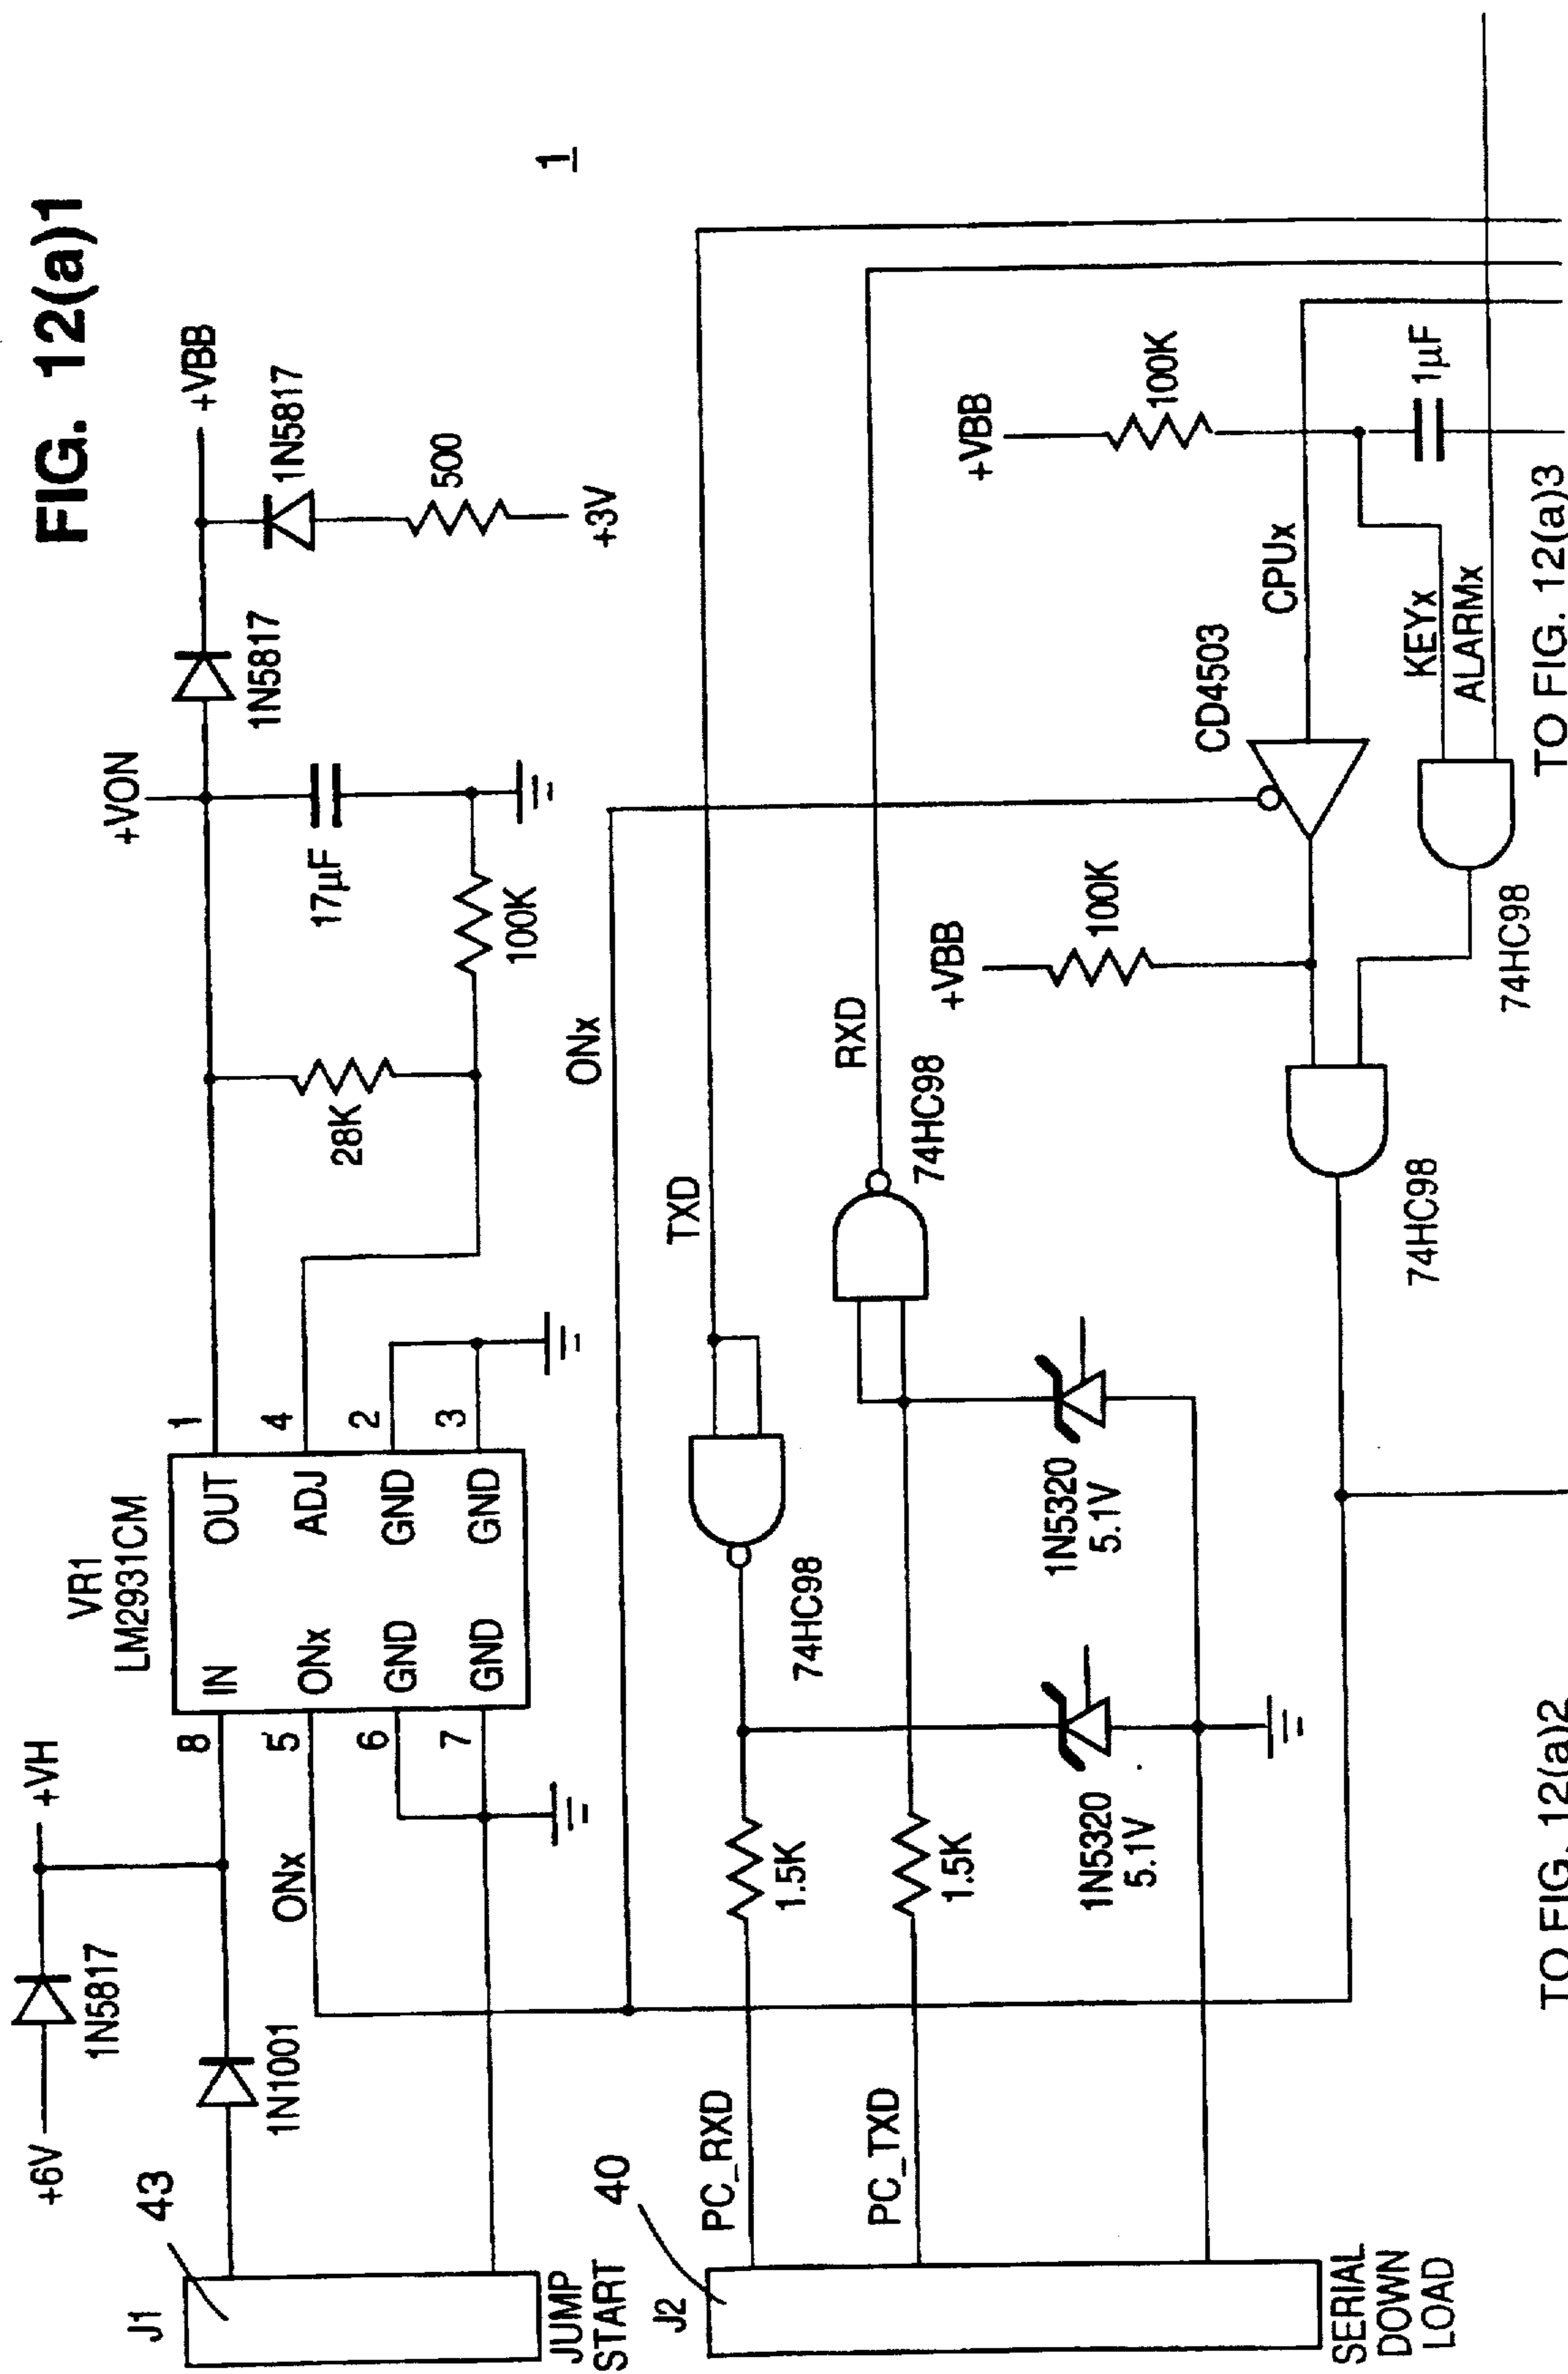 FIG. 12(a)1
1
+6V
1N5817
+VH
J1
43
JUMP
START
1N1001
VR1
LM2931CM
8
IN
OUT
1
5
ONx
ADJ
4
6
GND
GND
2
7
GND
GND
3
ONx
28K
100K
17µF
+VON
1N5817
+VBB
1N5817
500
+3V
ONx
J2
40
SERIAL
DOWN
LOAD
PC_RXD
1.5K
74HC98
TXD
PC_TXD
1.5K
74HC98
RXD
1N5320
5.1V
1N5320
5.1V
+VBB
100K
CD4503
CPUx
+VBB
100K
1µF
KEYx
ALARMx
74HC98
74HC98
TO FIG. 12(a)2
TO FIG. 12(a)3